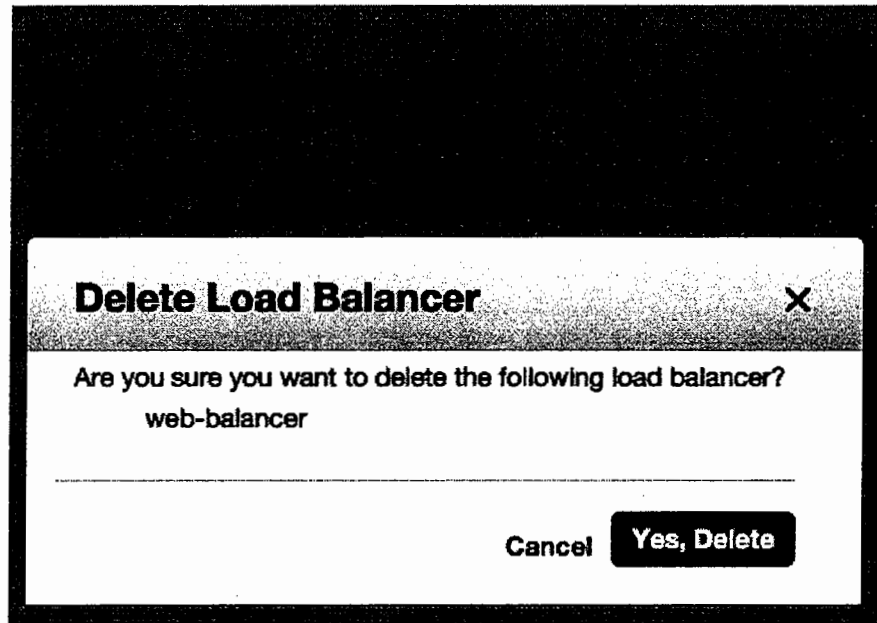 Delete Load Balancer
Are you sure you want to delete the following load balancer?
web-balancer
Cancel
Yes, Delete